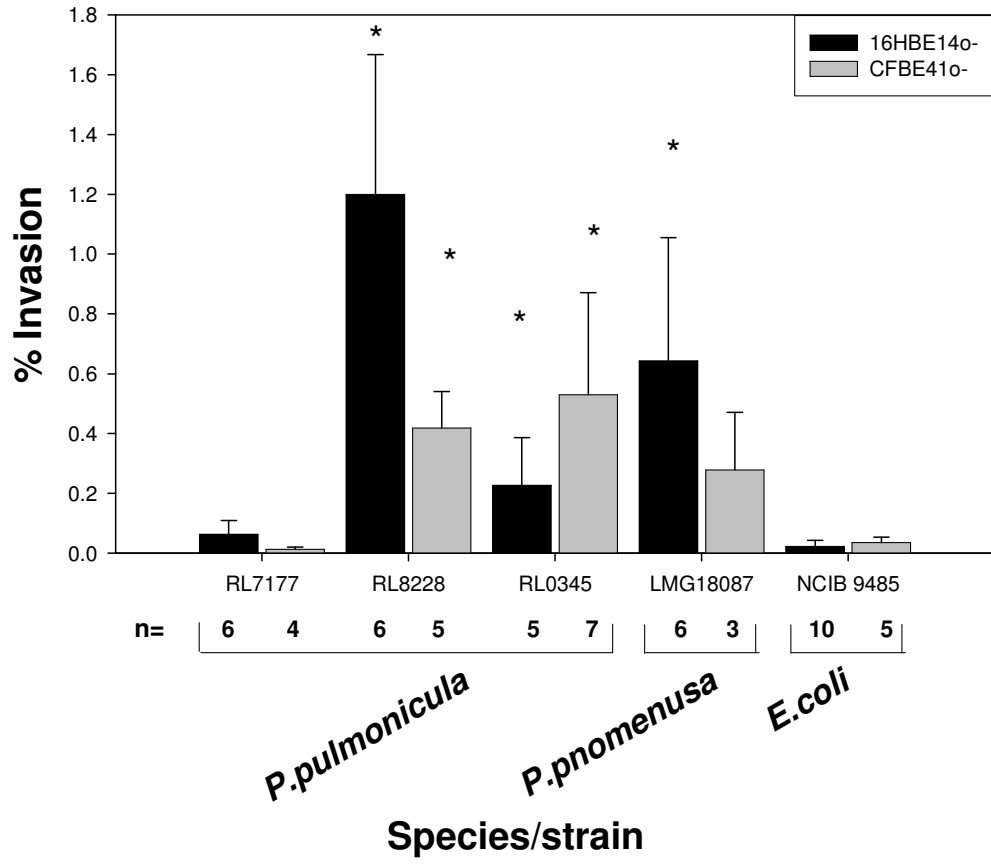 1.8
1.6
1.4
1.2
1.0
0.8
0.6
0.4
0.2
0.0
% Invasion
16HBE14o-
CFBE41o-
*
*
*
*
*
RL7177 RL8228 RL0345 LMG18087 NCIB 9485
n= 6 4 6 5 5 7 6 3 10 5
P.pulmonicula P.pnomenusa E.coli
Species/strain